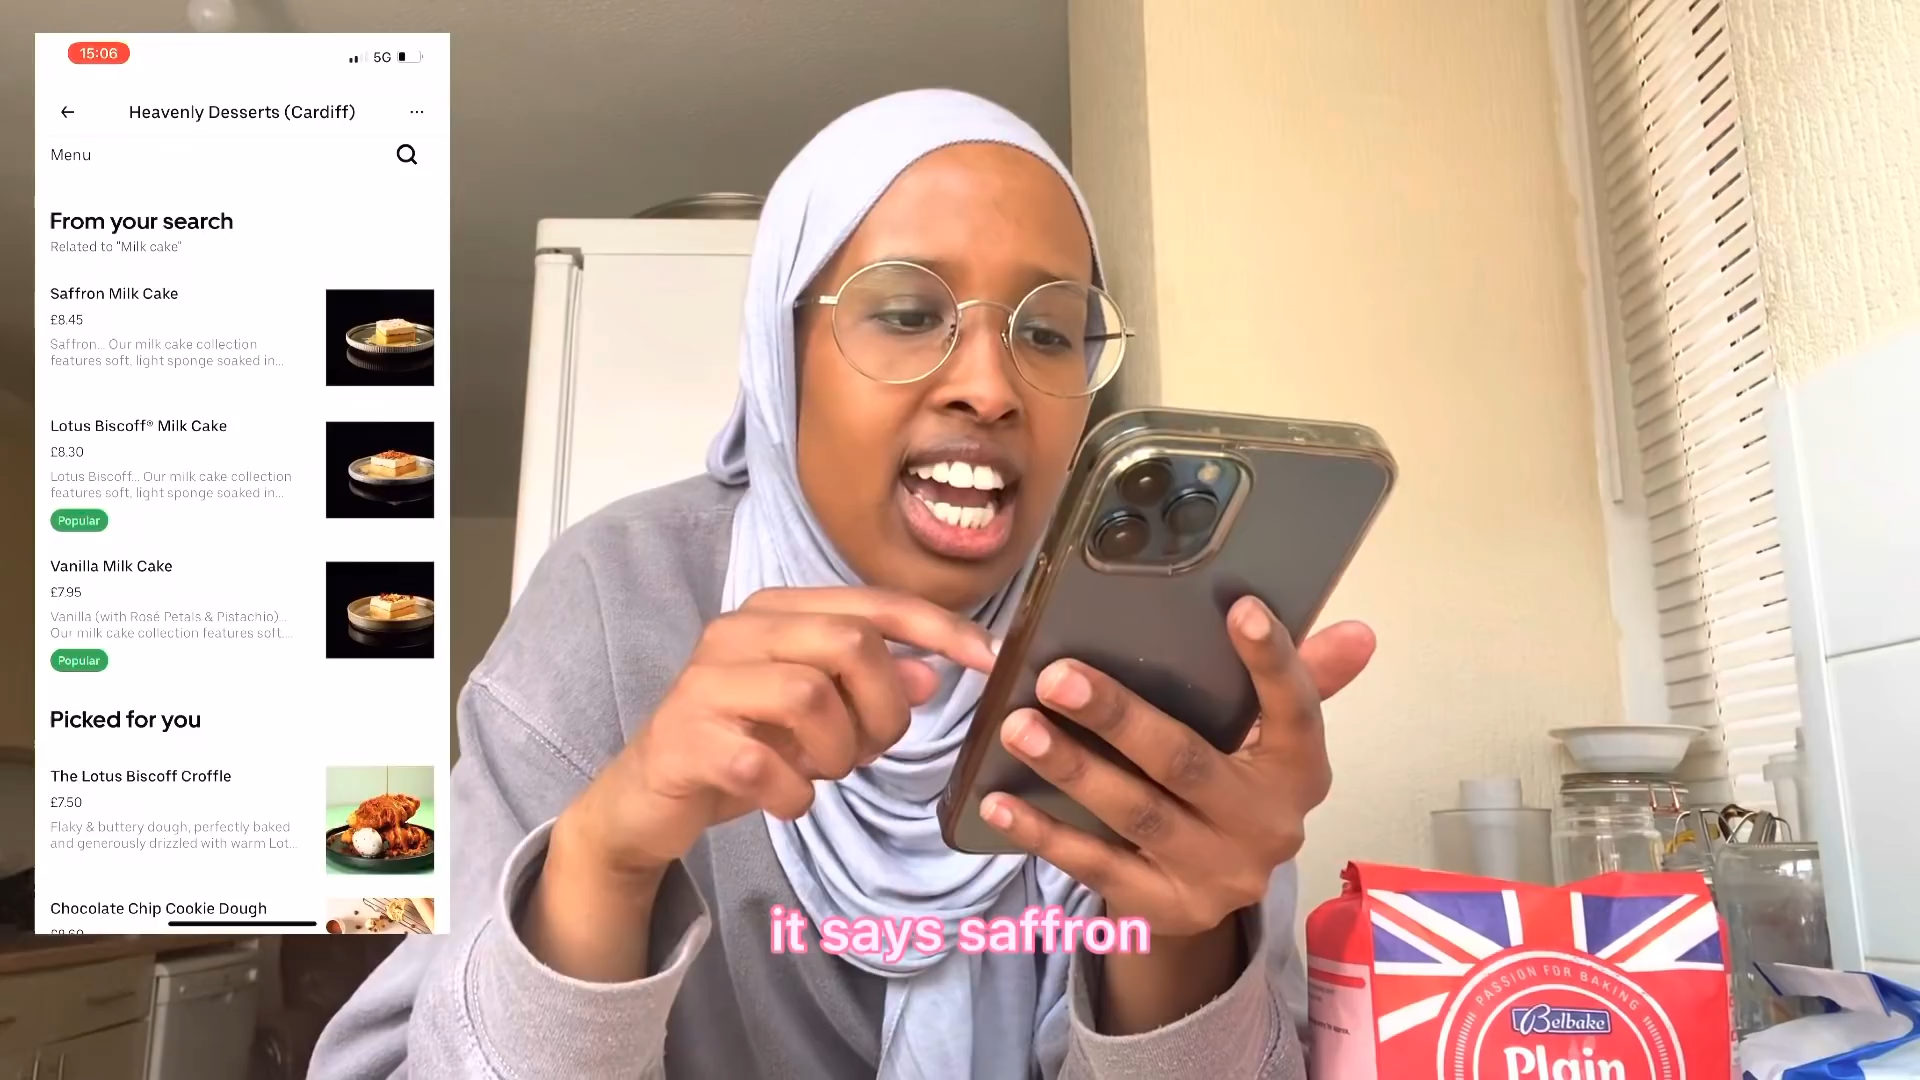 15:06
5G
Heavenly Desserts (Cardiff)
Menu
From your search
Related to "Milk cake"
Saffron Milk Cake
£8.45
Saffron... Our milk cake collection
features soft, light sponge soaked in...
Lotus Biscoff® Milk Cake
£8.30
Lotus Biscoff... Our milk cake collection
features soft, light sponge soaked in...
Popular
Vanilla Milk Cake
£7.95
Vanilla (with Rosé Petals & Pistachio)...
Our milk cake collection features soft,...
Popular
Picked for you
The Lotus Biscoff Croffle
£7.50
Flaky & buttery dough, perfectly baked
and generously drizzled with warm Lot...
Chocolate Chip Cookie Dough
£8.60
it says saffron
PASSION FOR BAKING
Belbake
Plain